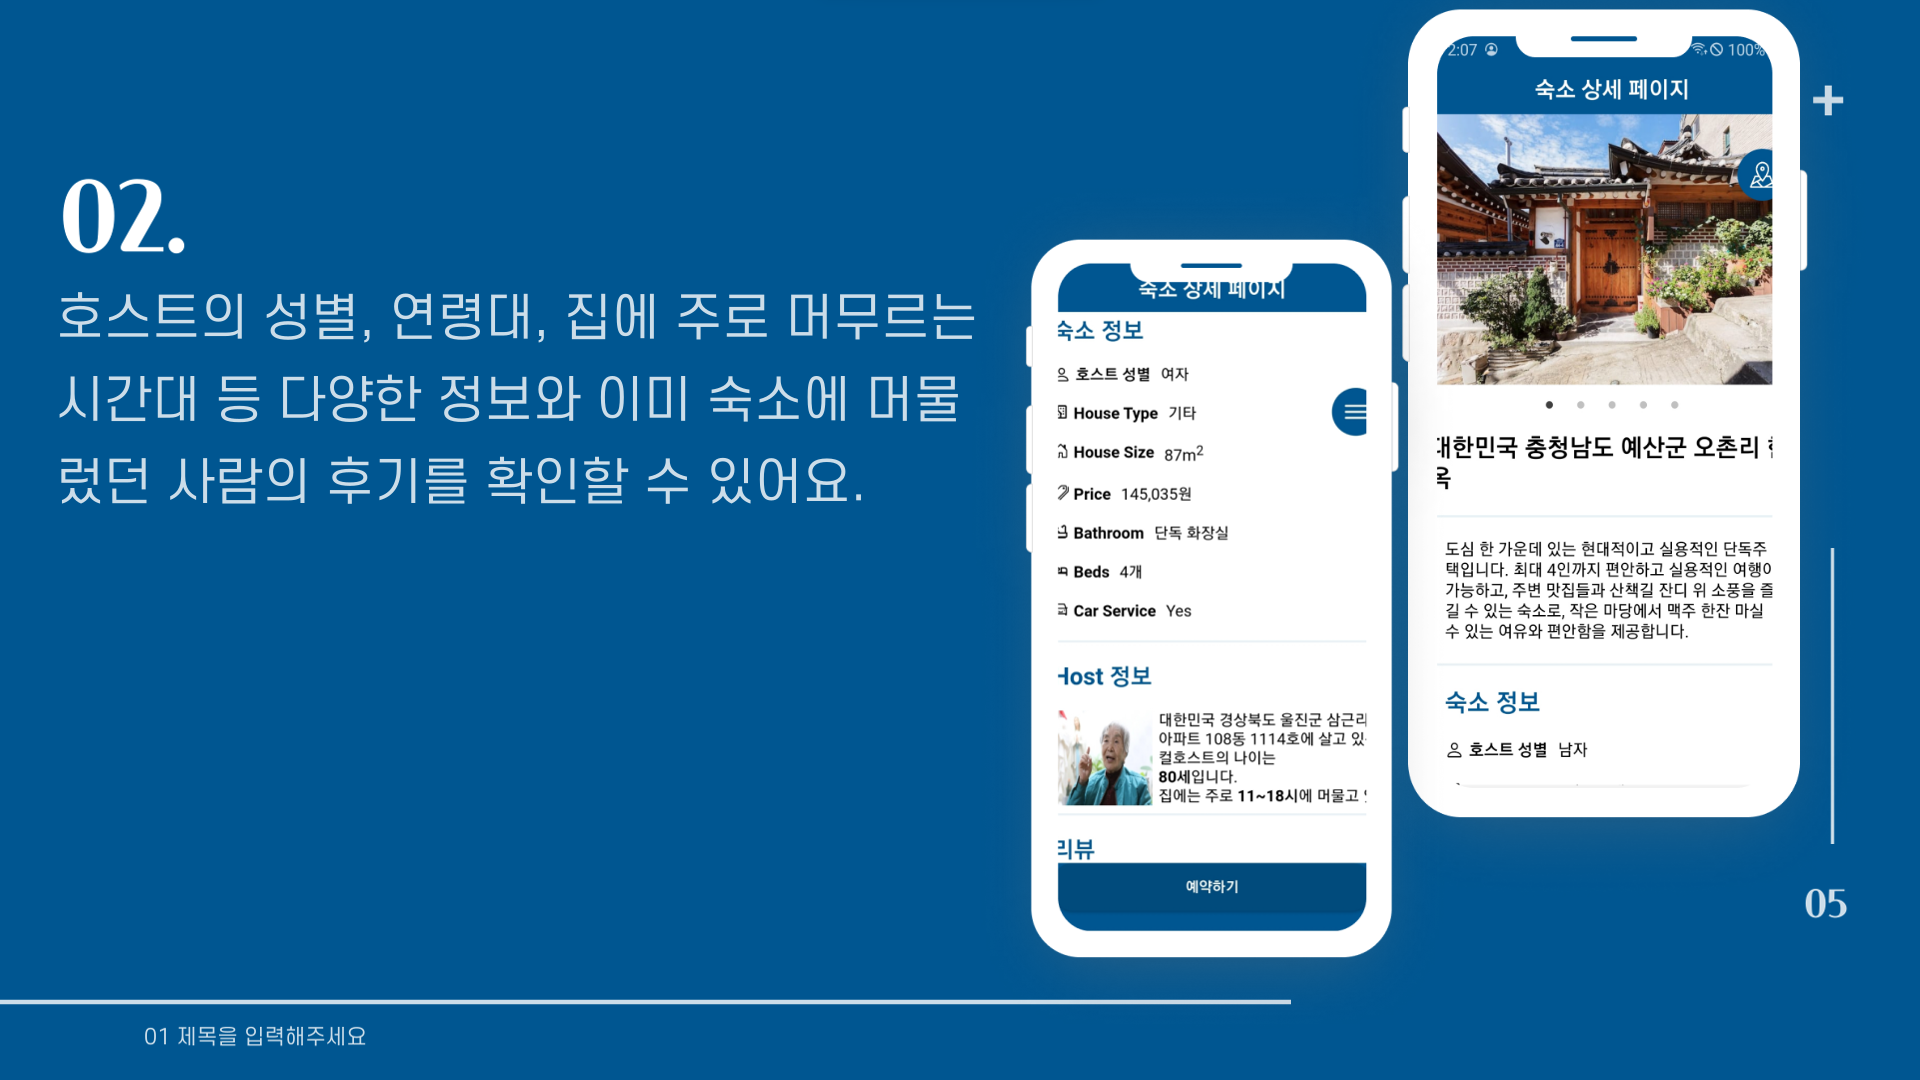 02.
호스트의 성별, 연령대, 집에 주로 머무르는
시간대 등 다양한 정보와 이미 숙소에 머물
렀던 사람의 후기를 확인할 수 있어요.
숙소 상세 페이지
숙소 정보
호스트 성별 여자
House Type 기타
House Size 87m²
Price 145,035원
Bathroom 단독 화장실
Beds 4개
Car Service Yes
Host 정보
대한민국 경상북도 울진군 삼근리
아파트 108동 1114호에 살고 있
컬호스트의 나이는
80세입니다.
집에는 주로 11~18시에 머물고
리뷰
예약하기
2:07 100%
숙소 상세 페이지
대한민국 충청남도 예산군 오촌리
옥
도심 한 가운데 있는 현대적이고 실용적인 단독주
택입니다. 최대 4인까지 편안하고 실용적인 여행이
가능하고, 주변 맛집들과 산책길 잔디 위 소풍을 즐
길 수 있는 숙소로, 작은 마당에서 맥주 한잔 마실
수 있는 여유와 편안함을 제공합니다.
숙소 정보
호스트 성별 남자
+
05
01 제목을 입력해주세요